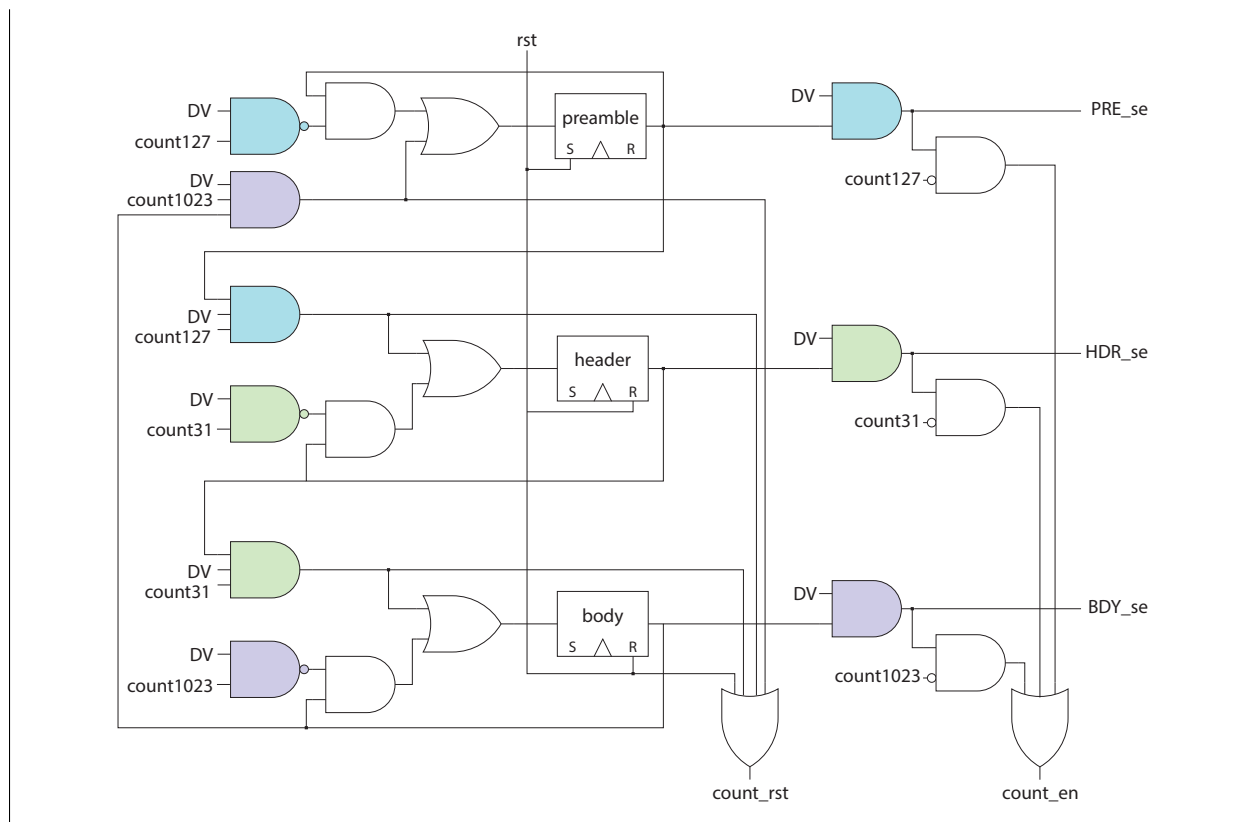 rst
DV
count127
DV
count1023
preamble
S R
DV
PRE_se
count127
DV
count127
DV
count31
header
S R
DV
HDR_se
count31
DV
count31
DV
count1023
body
S R
DV
BDY_se
count1023
count_rst
count_en